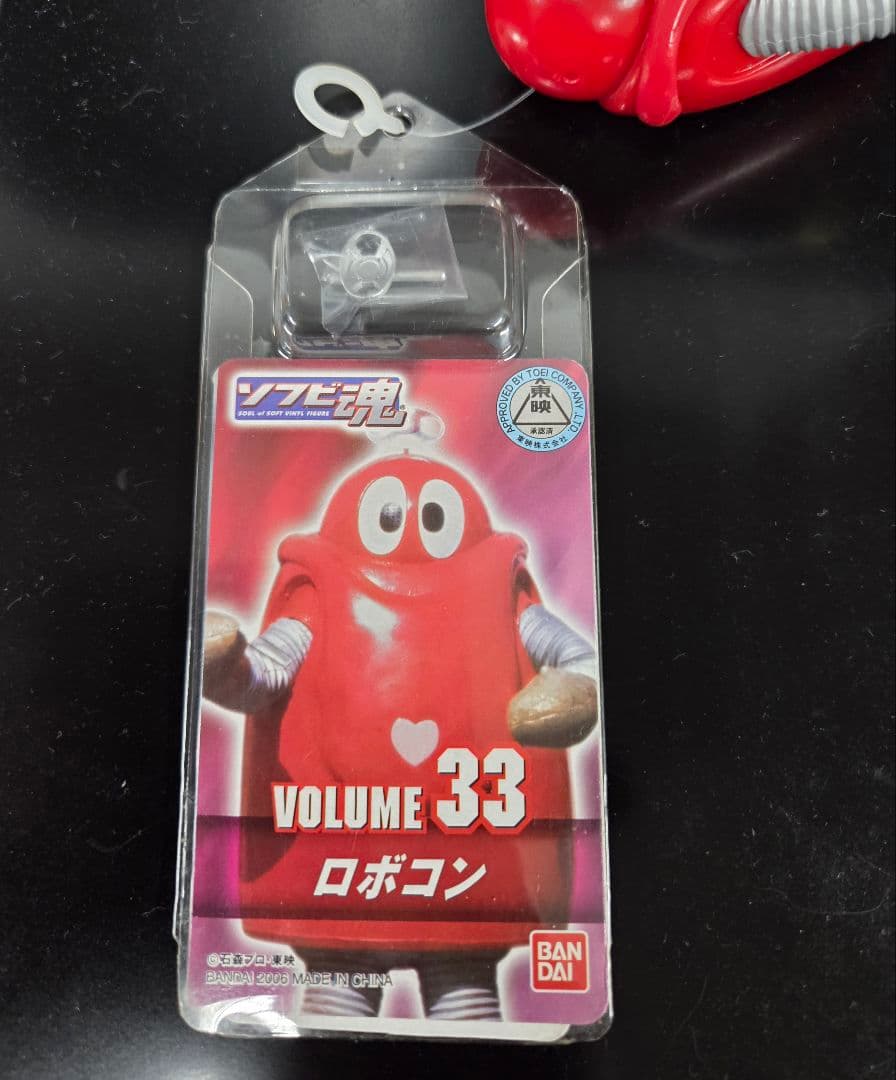 ソフビ魂
SOUL of SOFT VINYL FIGURE
APPROVED BY TOEI COMPANY, LTD.
東映
承認済
東映株式会社
VOLUME 33
ロボコン
©石森プロ・東映
BANDAI 2006 MADE IN CHINA
BAN
DAI